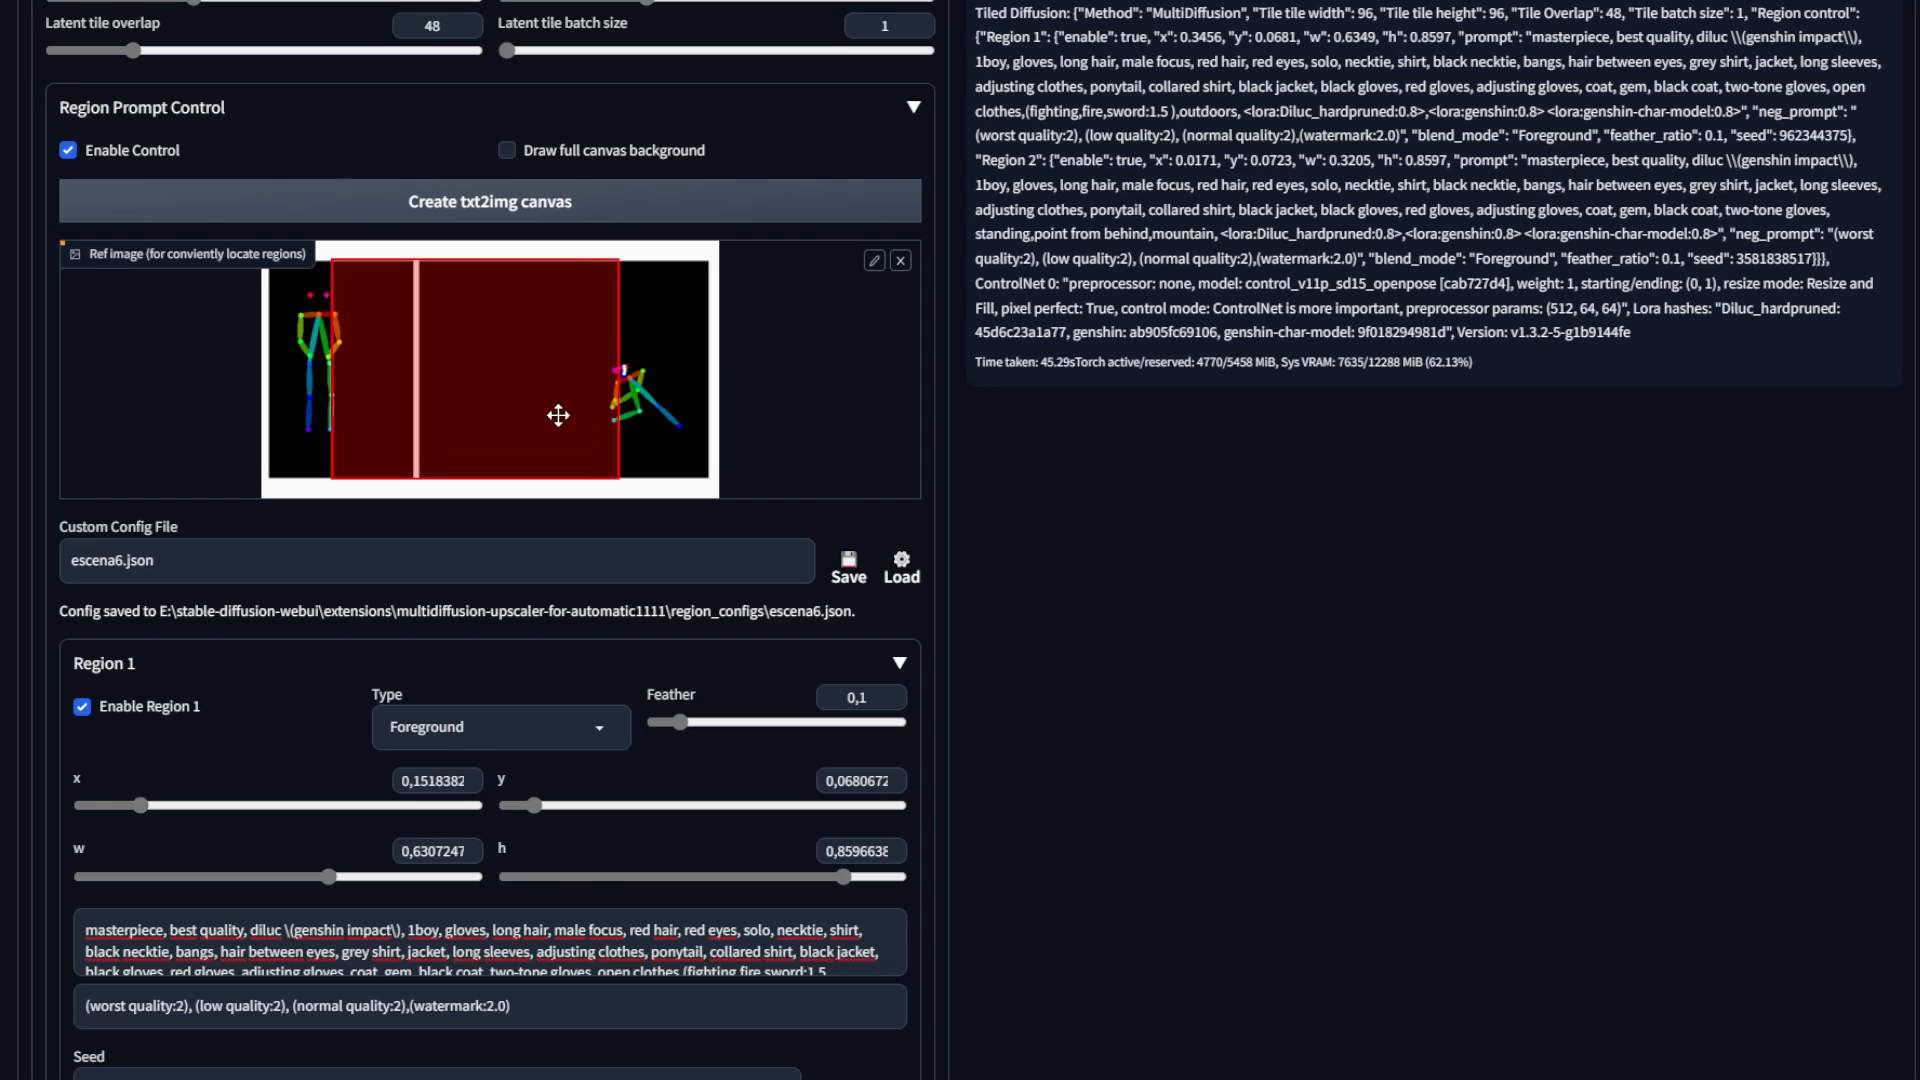 Latent tile overlap
48
Latent tile batch size
1
Region Prompt Control
Enable Control
Draw full canvas background
Create txt2img canvas
Ref image (for conviently locate regions)
Custom Config File
escena6.json
Save
Load
Config saved to E:\stable-diffusion-webui\extensions\multidiffusion-upscaler-for-automatic1111\region_configs\escena6.json.
Region 1
Enable Region 1
Type
Foreground
Feather
0,1
x
0,1518382
y
0,0680672
w
0,6307247
h
0,8596638
masterpiece, best quality, diluc \(genshin impact\), 1boy, gloves, long hair, male focus, red hair, red eyes, solo, necktie, shirt,
black necktie, bangs, hair between eyes, grey shirt, jacket, long sleeves, adjusting clothes, ponytail, collared shirt, black jacket,
black gloves, red gloves, adjusting gloves, coat, gem, black coat, two-tone gloves, open clothes,(fighting,fire,sword:1.5
(worst quality:2), (low quality:2), (normal quality:2),(watermark:2.0)
Seed
Tiled Diffusion: {"Method": "MultiDiffusion", "Tile tile width": 96, "Tile tile height": 96, "Tile Overlap": 48, "Tile batch size": 1, "Region control":
{"Region 1": {"enable": true, "x": 0.3456, "y": 0.0681, "w": 0.6349, "h": 0.8597, "prompt": "masterpiece, best quality, diluc \\(genshin impact\\),
1boy, gloves, long hair, male focus, red hair, red eyes, solo, necktie, shirt, black necktie, bangs, hair between eyes, grey shirt, jacket, long sleeves,
adjusting clothes, ponytail, collared shirt, black jacket, black gloves, red gloves, adjusting gloves, coat, gem, black coat, two-tone gloves, open
clothes,(fighting,fire,sword:1.5 ),outdoors, <lora:Diluc_hardpruned:0.8>,<lora:genshin:0.8> <lora:genshin-char-model:0.8>", "neg_prompt": "
(worst quality:2), (low quality:2), (normal quality:2),(watermark:2.0)", "blend_mode": "Foreground", "feather_ratio": 0.1, "seed": 962344375},
"Region 2": {"enable": true, "x": 0.0171, "y": 0.0723, "w": 0.3205, "h": 0.8597, "prompt": "masterpiece, best quality, diluc \\(genshin impact\\),
1boy, gloves, long hair, male focus, red hair, red eyes, solo, necktie, shirt, black necktie, bangs, hair between eyes, grey shirt, jacket, long sleeves,
adjusting clothes, ponytail, collared shirt, black jacket, black gloves, red gloves, adjusting gloves, coat, gem, black coat, two-tone gloves,
standing,point from behind,mountain, <lora:Diluc_hardpruned:0.8>,<lora:genshin:0.8> <lora:genshin-char-model:0.8>", "neg_prompt": "(worst
quality:2), (low quality:2), (normal quality:2),(watermark:2.0)", "blend_mode": "Foreground", "feather_ratio": 0.1, "seed": 3581838517}}},
ControlNet 0: "preprocessor: none, model: control_v11p_sd15_openpose [cab727d4], weight: 1, starting/ending: (0, 1), resize mode: Resize and
Fill, pixel perfect: True, control mode: ControlNet is more important, preprocessor params: (512, 64, 64)", Lora hashes: "Diluc_hardpruned:
45d6c23a1a77, genshin: ab905fc69106, genshin-char-model: 9f018294981d", Version: v1.3.2-5-g1b9144fe
Time taken: 45.29sTorch active/reserved: 4770/5458 MiB, Sys VRAM: 7635/12288 MiB (62.13%)